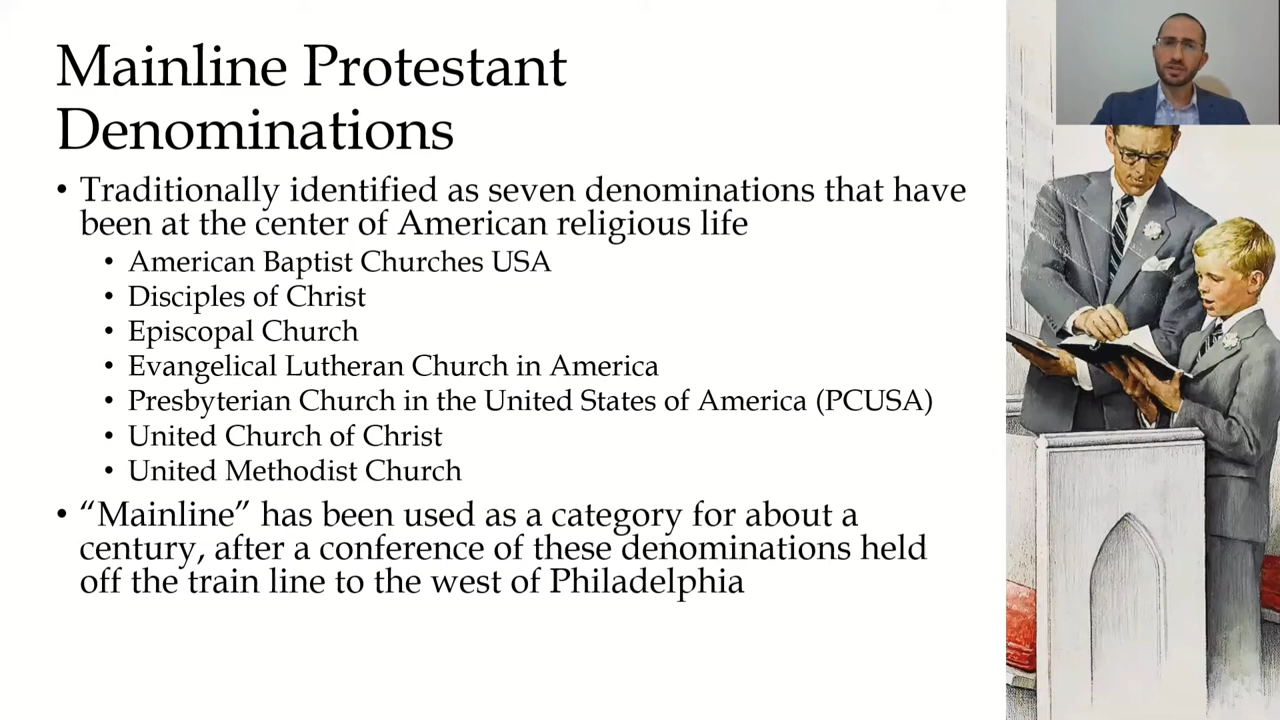 Mainline Protestant
Denominations
• Traditionally identified as seven denominations that have
been at the center of American religious life
• American Baptist Churches USA
• Disciples of Christ
• Episcopal Church
• Evangelical Lutheran Church in America
• Presbyterian Church in the United States of America (PCUSA)
• United Church of Christ
• United Methodist Church
• “Mainline” has been used as a category for about a
century, after a conference of these denominations held
off the train line to the west of Philadelphia